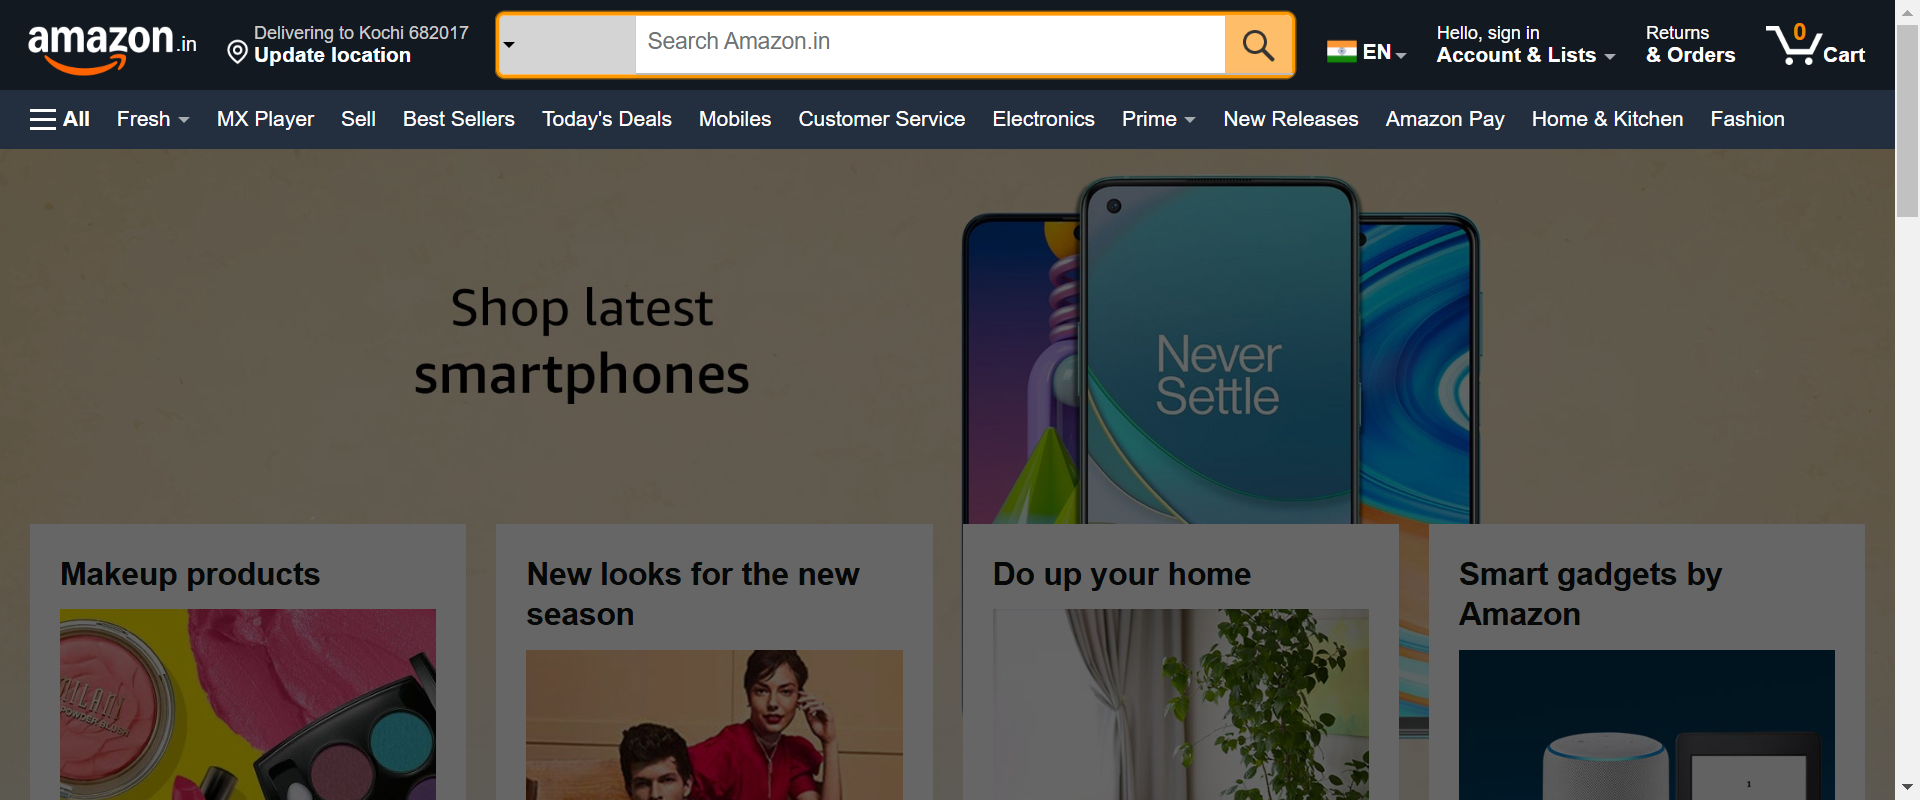 amazon.in
Delivering to Kochi 682017
Update location
Search Amazon.in
EN
Hello, sign in
Account & Lists
Returns
& Orders
0
Cart
All
Fresh
MX Player
Sell
Best Sellers
Today's Deals
Mobiles
Customer Service
Electronics
Prime
New Releases
Amazon Pay
Home & Kitchen
Fashion
Shop latest
smartphones
Never
Settle
Makeup products
New looks for the new
season
Do up your home
Smart gadgets by
Amazon
MILANI
POWDER BLUSH
1